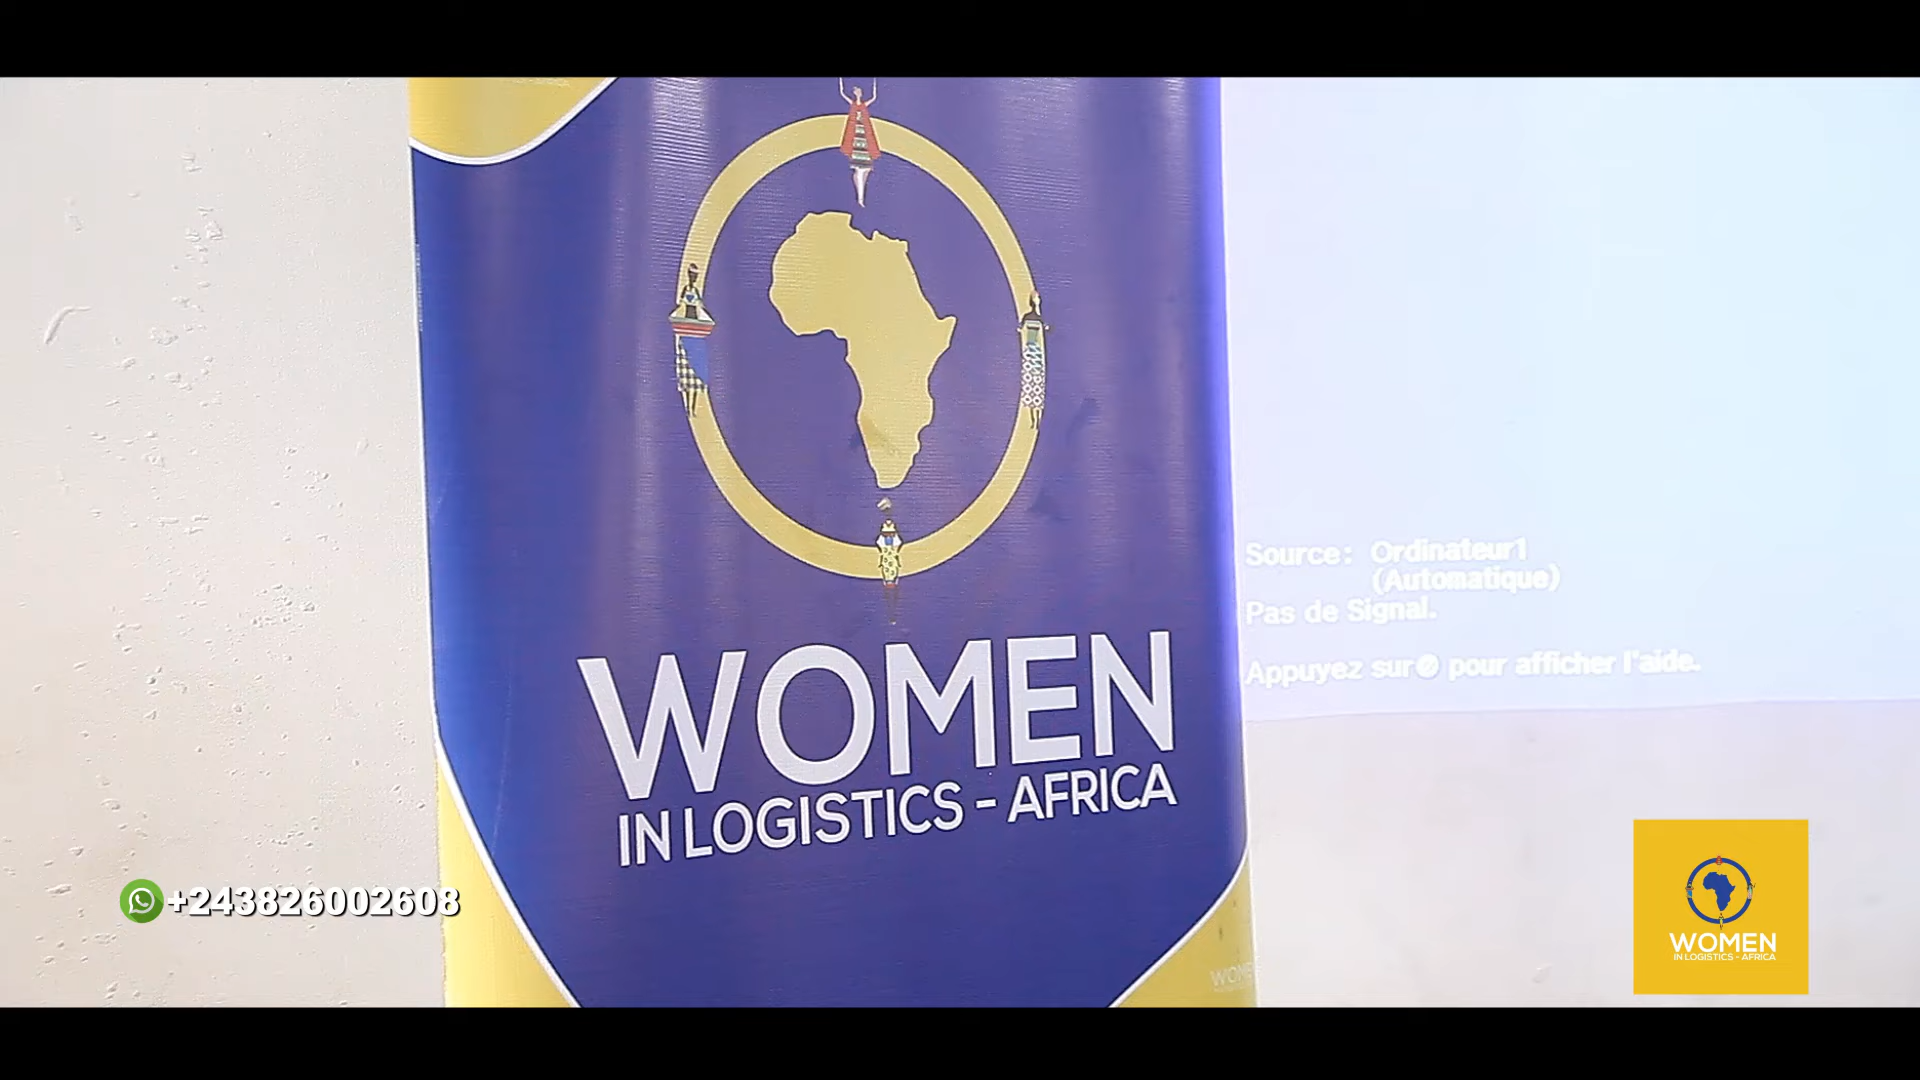 WOMEN
IN LOGISTICS - AFRICA
Source: Ordinateur1
(Automatique)
Pas de Signal.
Appuyez sur pour afficher l'aide.
+243826002608
WOMEN
IN LOGISTICS - AFRICA